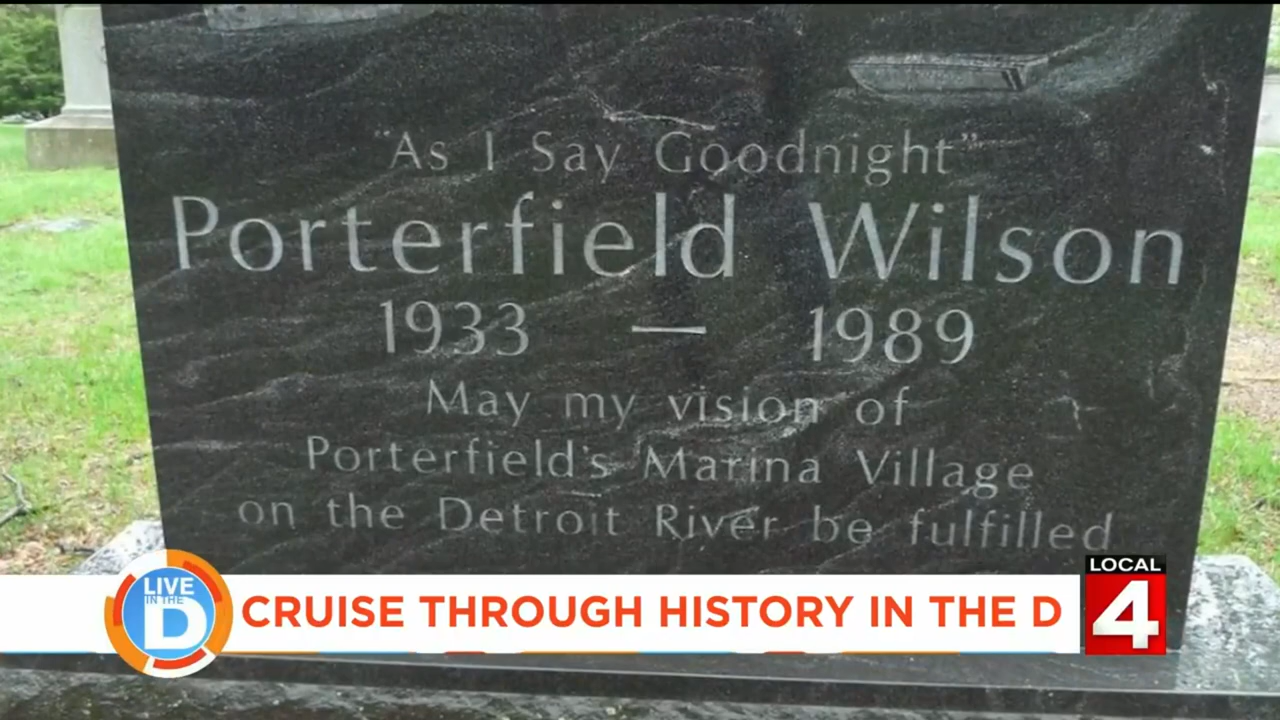 "As I Say Goodnight"
Porterfield Wilson
1933 — 1989
May my vision of
Porterfield's Marina Village
on the Detroit River be fulfilled
LIVE
IN THE
D
CRUISE THROUGH HISTORY IN THE D
LOCAL
4